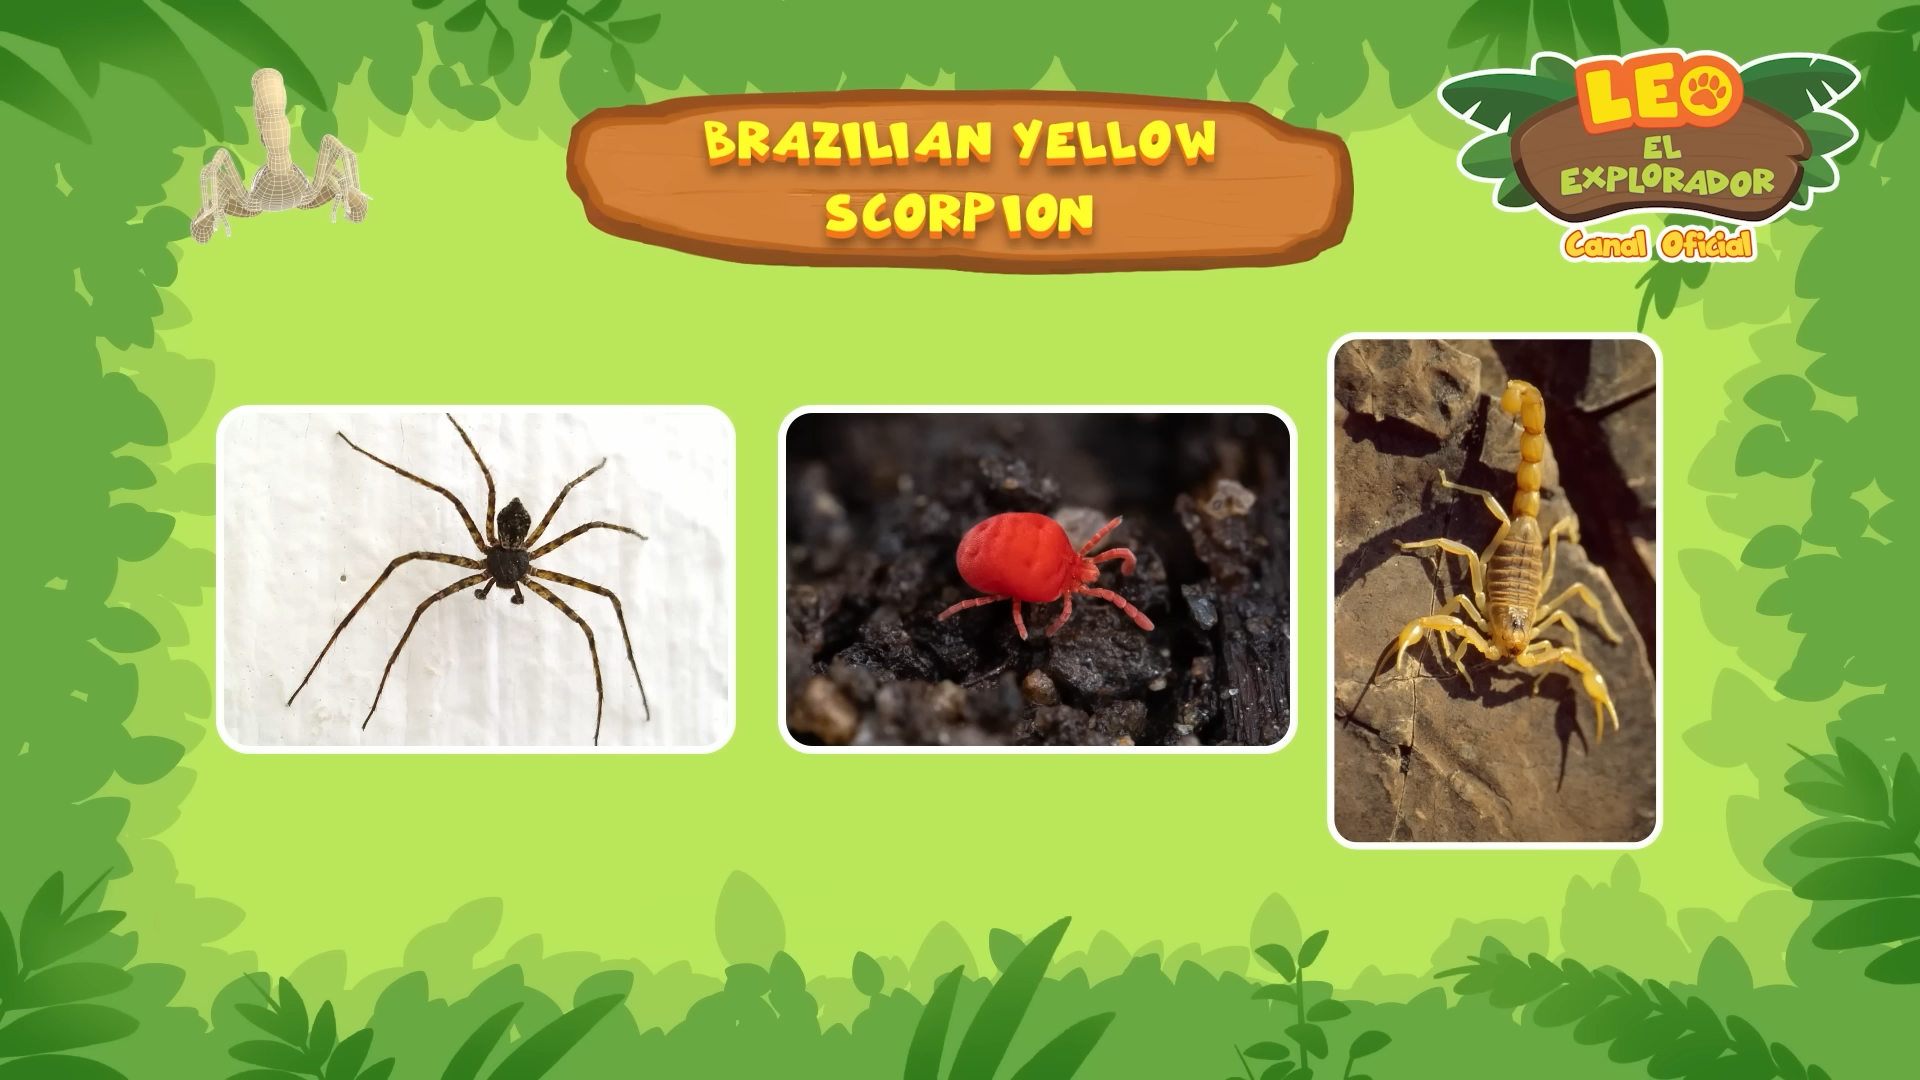 BRAZILIAN YELLOW
SCORPION
LEO
EL
EXPLORADOR
Canal Oficial